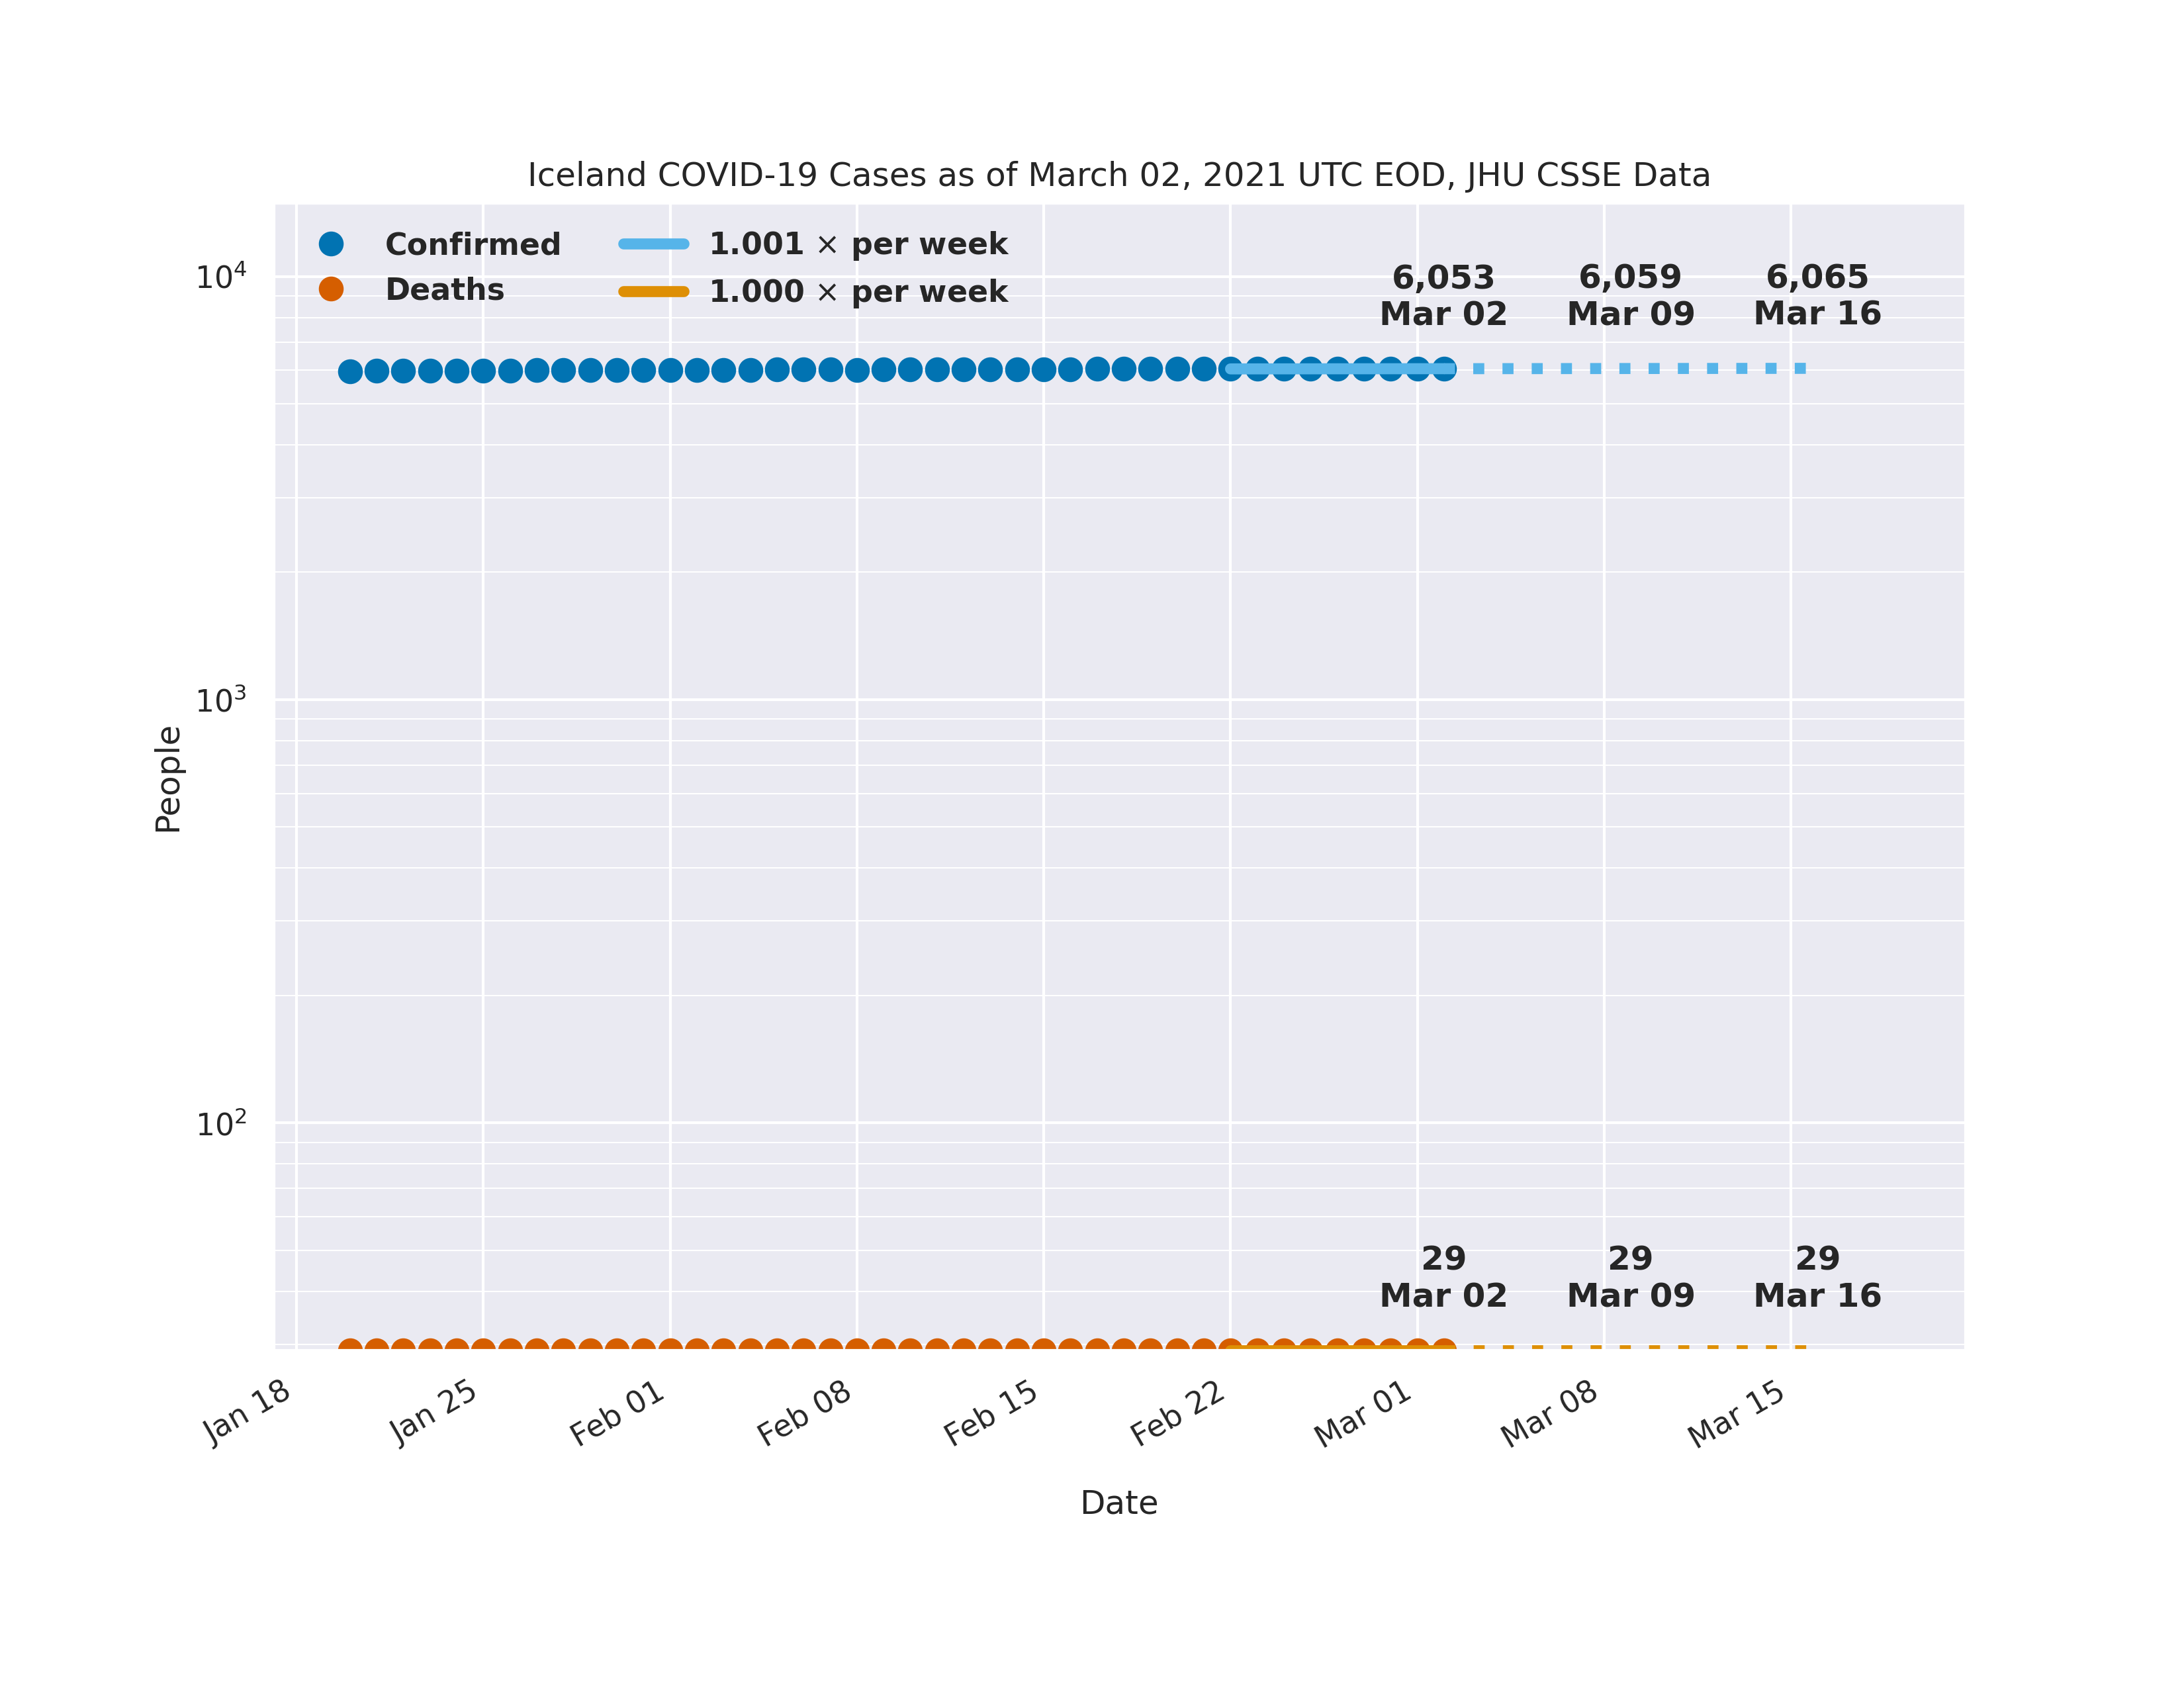 Iceland COVID-19 Cases as of March 02, 2021 UTC EOD, JHU CSSE Data
Confirmed
Deaths
1.001 × per week
1.000 × per week
6,053
Mar 02
6,059
Mar 09
6,065
Mar 16
10⁴
10³
10²
People
29
Mar 02
29
Mar 09
29
Mar 16
Jan 18
Jan 25
Feb 01
Feb 08
Feb 15
Feb 22
Mar 01
Mar 08
Mar 15
Date